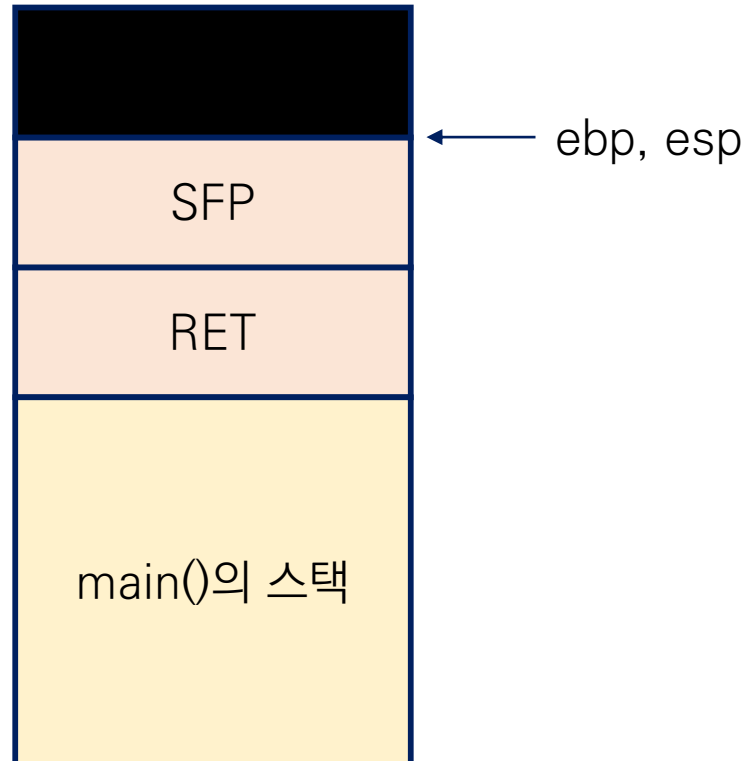 ebp, esp
SFP
RET
main()의 스택